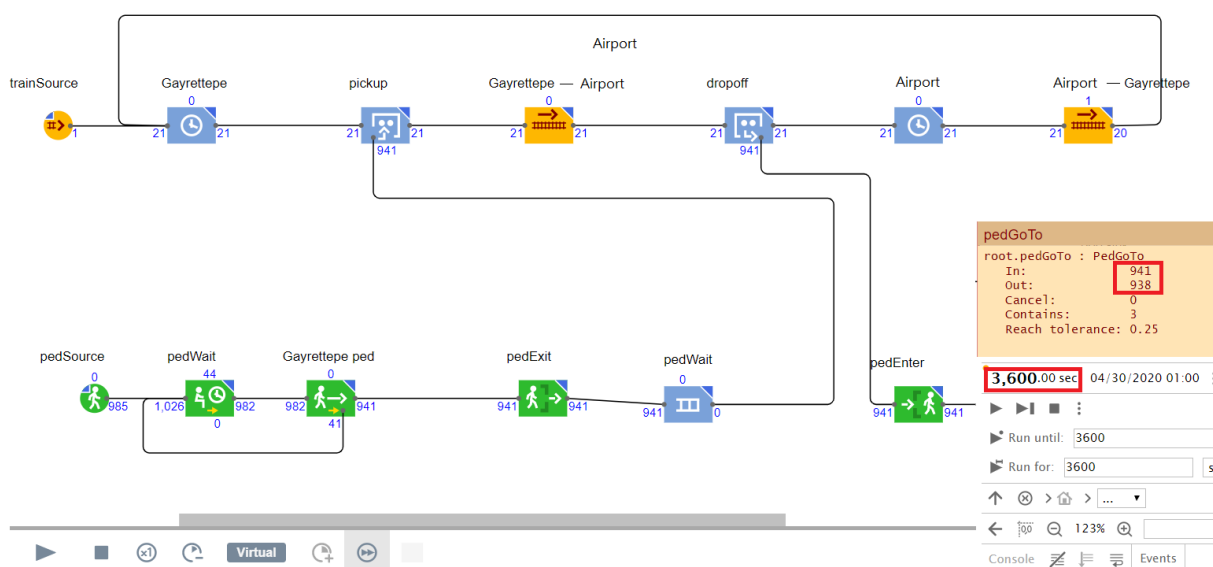 Airport
trainSource Gayrettepe pickup Gayrettepe — Airport dropoff Airport Airport — Gayrettepe
0 0 0 1
1 21 21 21 21 21 21 21 21 21 21 21 20
941 941
pedGoTo
root.pedGoTo : PedGoTo
In: 941
Out: 938
Cancel: 0
Contains: 3
Reach tolerance: 0.25
pedSource pedWait Gayrettepe ped pedExit pedWait pedEnter
0 44 0 0
985 1,026 982 982 941 941 941 941 0 941 941
0 41
3,600.00 sec 04/30/2020 01:00
Run until: 3600
Run for: 3600 s
...
123%
x1 Virtual
Console Events